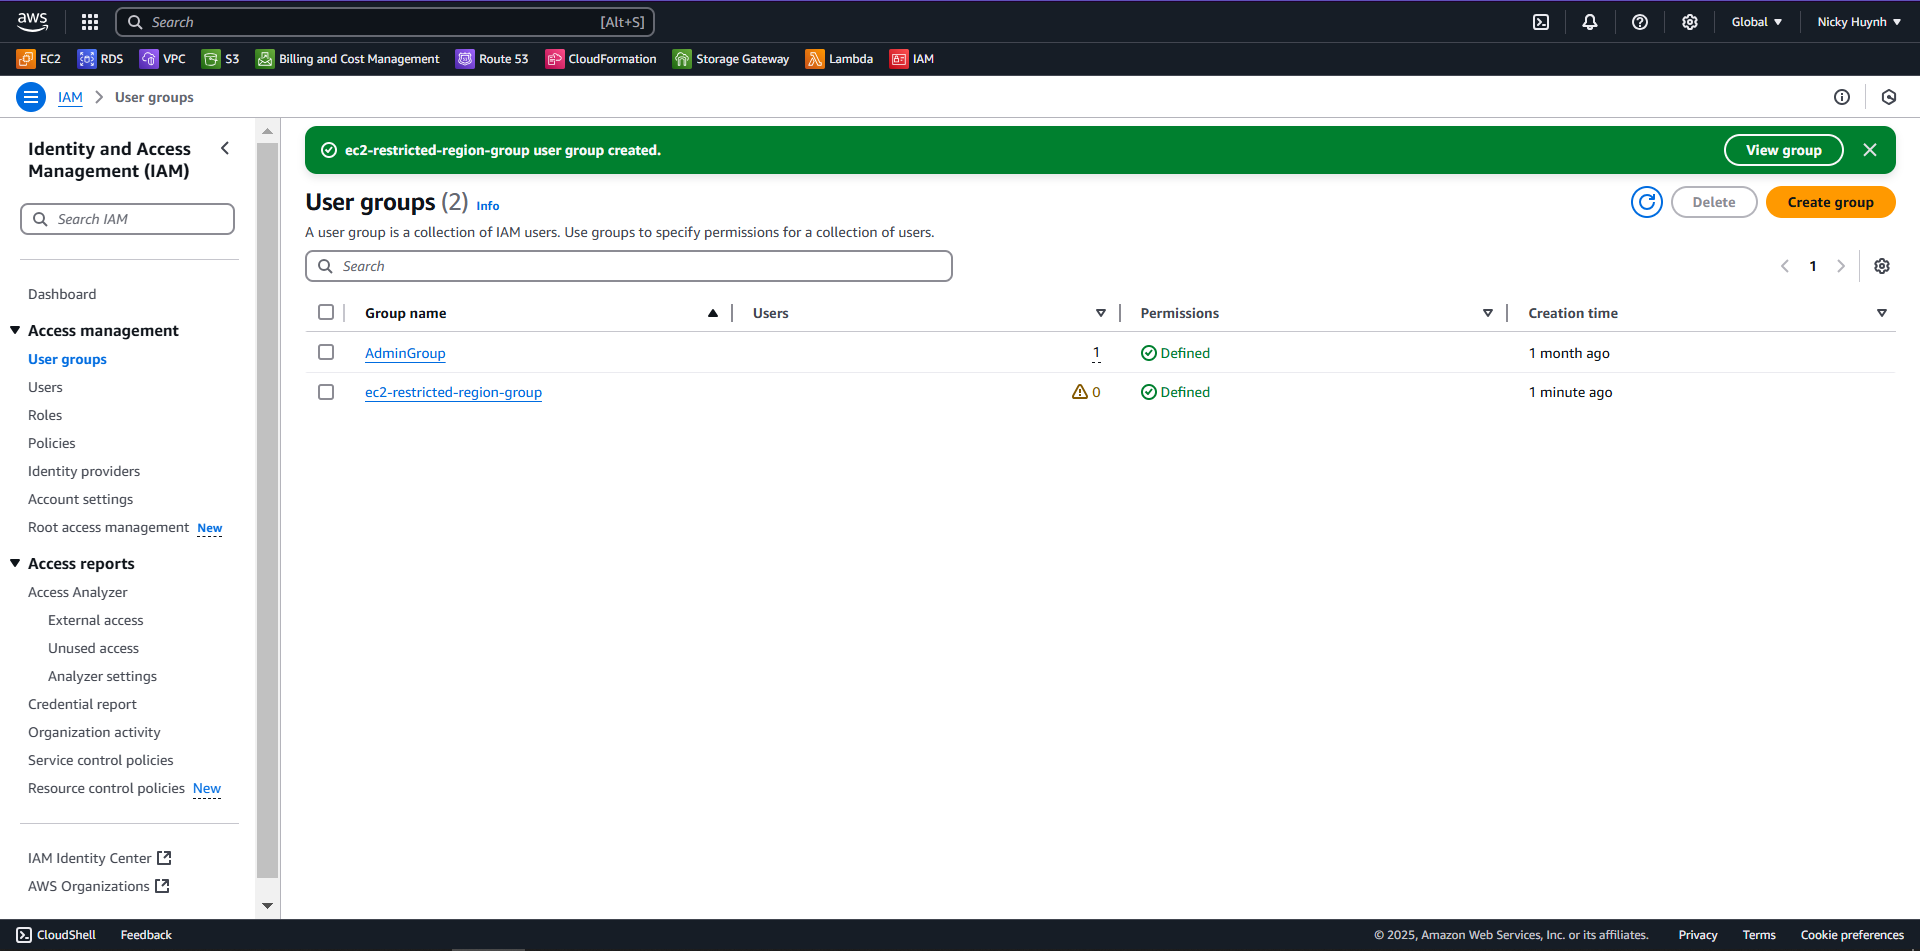 aws
Search [Alt+S]
Global
Nicky Huynh
EC2
RDS
VPC
S3
Billing and Cost Management
Route 53
CloudFormation
Storage Gateway
Lambda
IAM
IAM > User groups
Identity and Access Management (IAM)
Search IAM
Dashboard
Access management
User groups
Users
Roles
Policies
Identity providers
Account settings
Root access management New
Access reports
Access Analyzer
External access
Unused access
Analyzer settings
Credential report
Organization activity
Service control policies
Resource control policies New
IAM Identity Center
AWS Organizations
ec2-restricted-region-group user group created.
View group
User groups (2) Info
Delete
Create group
A user group is a collection of IAM users. Use groups to specify permissions for a collection of users.
Search
1
Group name Users Permissions Creation time
AdminGroup 1 Defined 1 month ago
ec2-restricted-region-group 0 Defined 1 minute ago
CloudShell
Feedback
© 2025, Amazon Web Services, Inc. or its affiliates.
Privacy
Terms
Cookie preferences